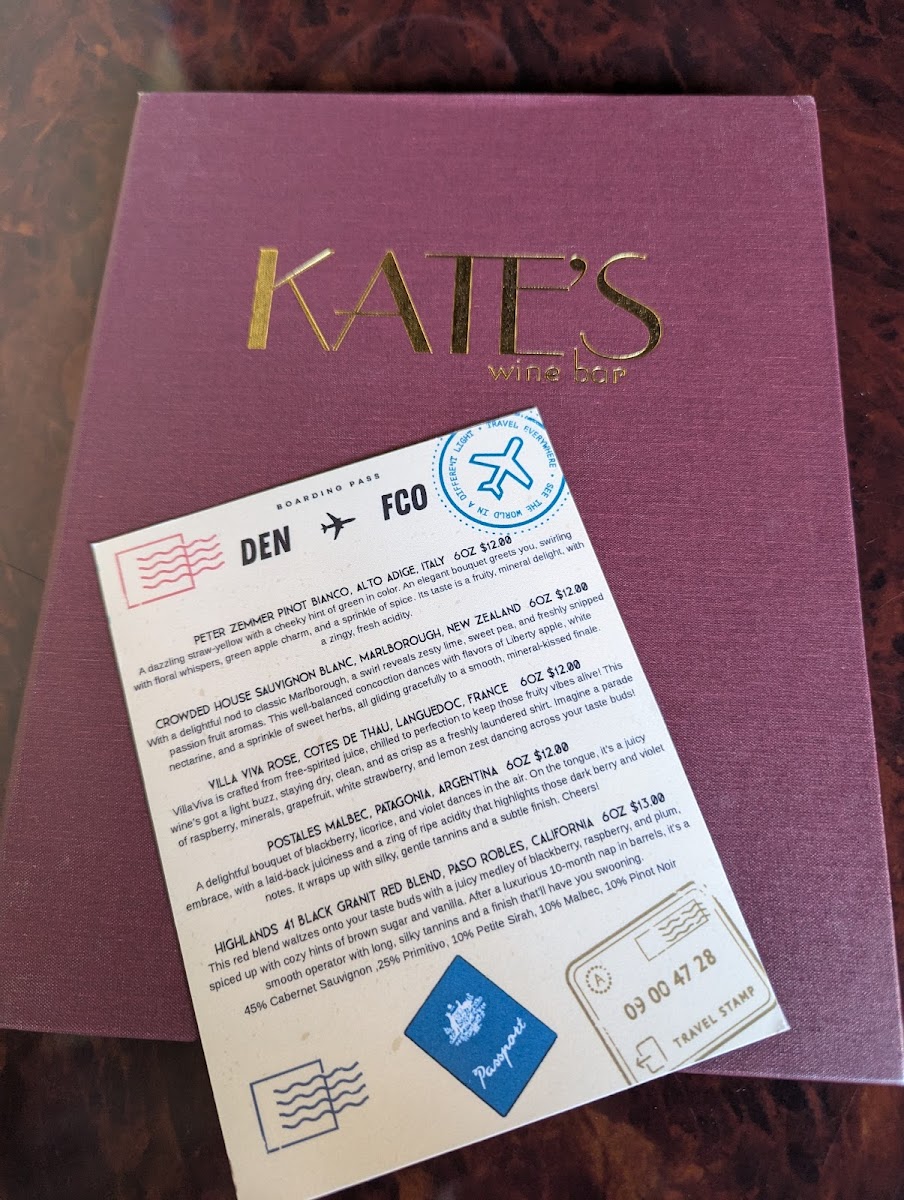 KATE'S
wine bar
BOARDING PASS
DEN FCO
TRAVEL EVERYWHERE • SEE THE WORLD IN A DIFFERENT LIGHT •
PETER ZEMMER PINOT BIANCO, ALTO ADIGE, ITALY 6OZ $12.00
A dazzling straw-yellow with a cheeky hint of green in color. An elegant bouquet greets you, swirling
with floral whispers, green apple charm, and a sprinkle of spice. Its taste is a fruity, mineral delight, with
a zingy, fresh acidity.
CROWDED HOUSE SAUVIGNON BLANC, MARLBOROUGH, NEW ZEALAND 6OZ $12.00
With a delightful nod to classic Marlborough, a swirl reveals zesty lime, sweet pea, and freshly snipped
passion fruit aromas. This well-balanced concoction dances with flavors of Liberty apple, white
nectarine, and a sprinkle of sweet herbs, all gliding gracefully to a smooth, mineral-kissed finale.
VILLA VIVA ROSE, COTES DE THAU, LANGUEDOC, FRANCE 6OZ $12.00
VillaViva is crafted from free-spirited juice, chilled to perfection to keep those fruity vibes alive! This
wine's got a light buzz, staying dry, clean, and as crisp as a freshly laundered shirt. Imagine a parade
of raspberry, minerals, grapefruit, white strawberry, and lemon zest dancing across your taste buds!
POSTALES MALBEC, PATAGONIA, ARGENTINA 6OZ $12.00
A delightful bouquet of blackberry, licorice, and violet dances in the air. On the tongue, it's a juicy
embrace, with a laid-back juiciness and a zing of ripe acidity that highlights those dark berry and violet
notes. It wraps up with silky, gentle tannins and a subtle finish. Cheers!
HIGHLANDS 41 BLACK GRANIT RED BLEND, PASO ROBLES, CALIFORNIA 6OZ $13.00
This red blend waltzes onto your taste buds with a juicy medley of blackberry, raspberry, and plum,
spiced up with cozy hints of brown sugar and vanilla. After a luxurious 10-month nap in barrels, it's a
smooth operator with long, silky tannins and a finish that'll have you swooning.
45% Cabernet Sauvignon ,25% Primitivo, 10% Petite Sirah, 10% Malbec, 10% Pinot Noir
Passport
A
09 00 47 28
TRAVEL STAMP